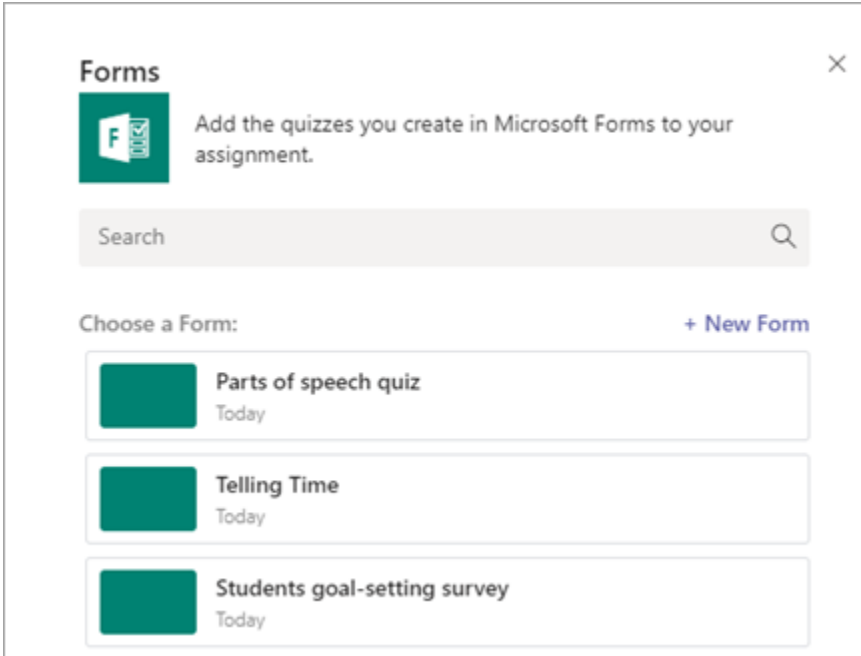 Forms
F
Add the quizzes you create in Microsoft Forms to your
assignment.
Search
Choose a Form:
+ New Form
Parts of speech quiz
Today
Telling Time
Today
Students goal-setting survey
Today